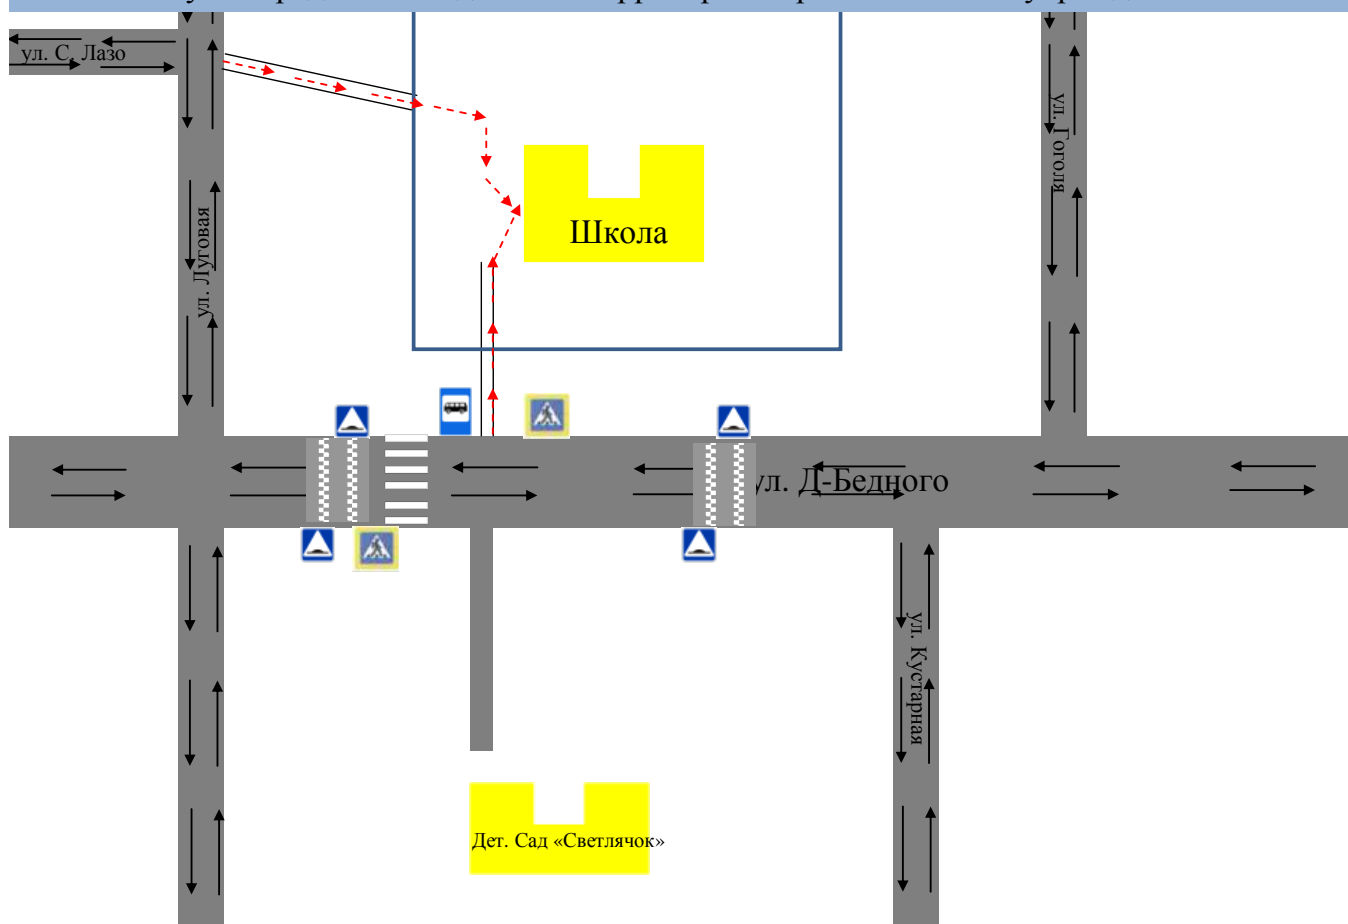 ул. С. Лазо
ул. Гоголя
ул. Луговая
Школа
ул. Д-Бедного
ул. Кустарная
Дет. Сад «Светлячок»